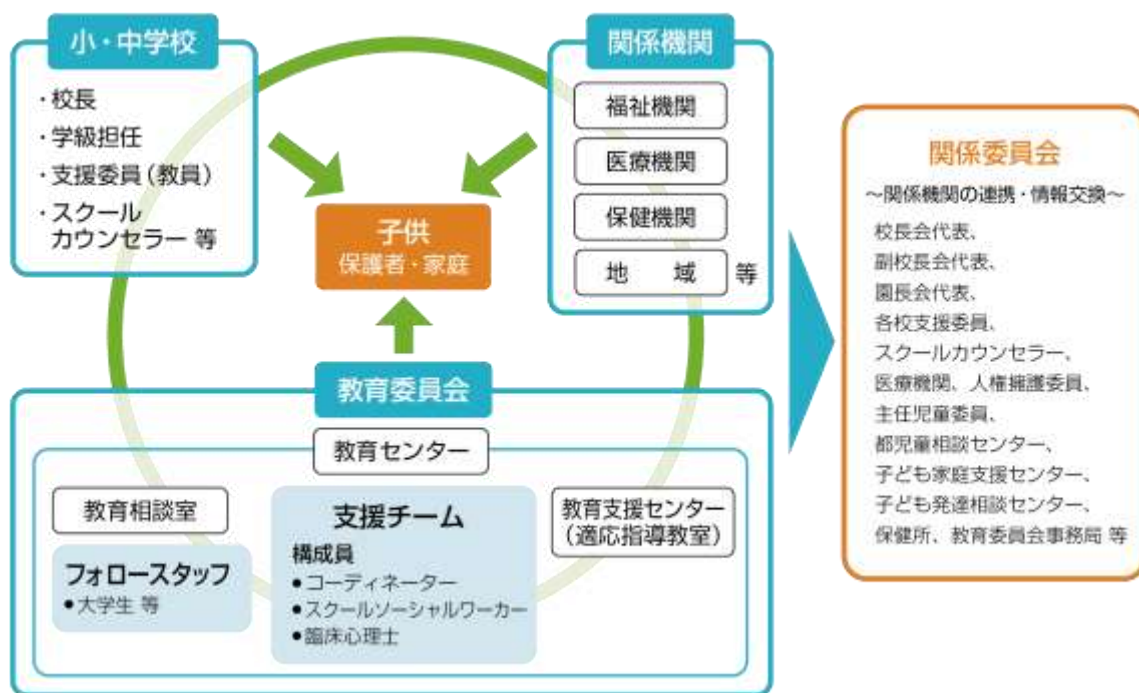 小・中学校
・校長
・学級担任
・支援委員(教員)
・スクール
カウンセラー 等
関係機関
福祉機関
医療機関
保健機関
地 域 等
子供
保護者・家庭
教育委員会
教育センター
教育相談室
フォロースタッフ
●大学生 等
支援チーム
構成員
●コーディネーター
●スクールソーシャルワーカー
●臨床心理士
教育支援センター
(適応指導教室)
関係委員会
〜関係機関の連携・情報交換〜
校長会代表、
副校長会代表、
園長会代表、
各校支援委員、
スクールカウンセラー、
医療機関、人権擁護委員、
主任児童委員、
都児童相談センター、
子ども家庭支援センター、
子ども発達相談センター、
保健所、教育委員会事務局 等